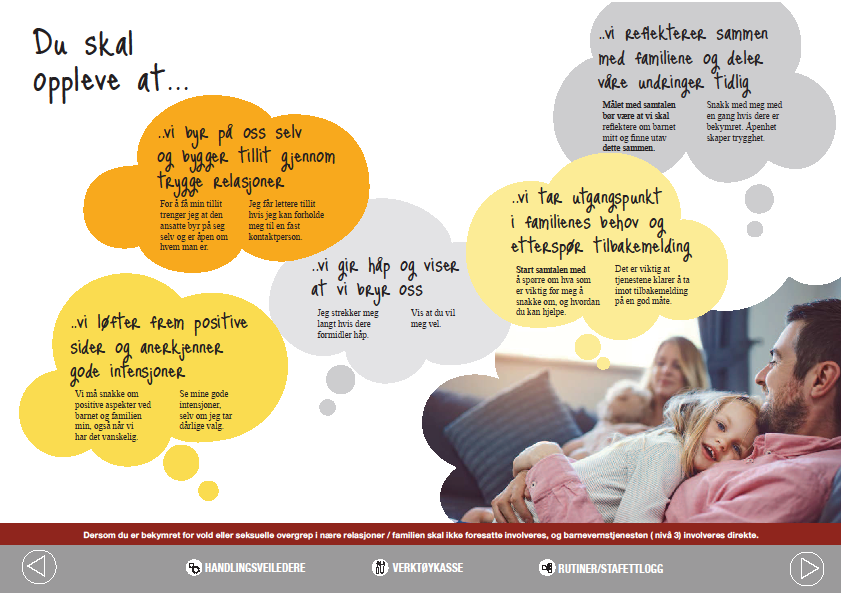 Du skal
oppleve at...
..vi byr på oss selv
og bygger tillit gjennom
trygge relasjoner
For å få min tillit
trenger jeg at den
ansatte byr på seg
selv og er åpen om
hvem man er.
Jeg får lettere tillit
hvis jeg kan forholde
meg til en fast
kontaktperson.
..vi reflekterer sammen
med familiene og deler
våre undringer tidlig
Målet med samtalen
bør være at vi skal
reflektere om barnet
mitt og finne utav
dette sammen.
Snakk med meg med
en gang hvis dere er
bekymret. Åpenhet
skaper trygghet.
..vi tar utgangspunkt
i familienes behov og
etterspør tilbakemelding
Start samtalen med
å spørre om hva som
er viktig for meg å
snakke om, og hvordan
du kan hjelpe.
Det er viktig at
tjenestene klarer å ta
imot tilbakemelding
på en god måte.
..vi gir håp og viser
at vi bryr oss
Jeg strekker meg
langt hvis dere
formidler håp.
Vis at du vil
meg vel.
..vi løfter frem positive
sider og anerkjenner
gode intensjoner
Vi må snakke om
positive aspekter ved
barnet og familien
min, også når vi
har det vanskelig.
Se mine gode
intensjoner,
selv om jeg tar
dårlige valg.
Dersom du er bekymret for vold eller seksuelle overgrep i nære relasjoner / familien skal ikke foresatte involveres, og barnevernstjenesten ( nivå 3) involveres direkte.
HANDLINGSVEILEDERE
VERKTØYKASSE
RUTINER/STAFETTLOGG